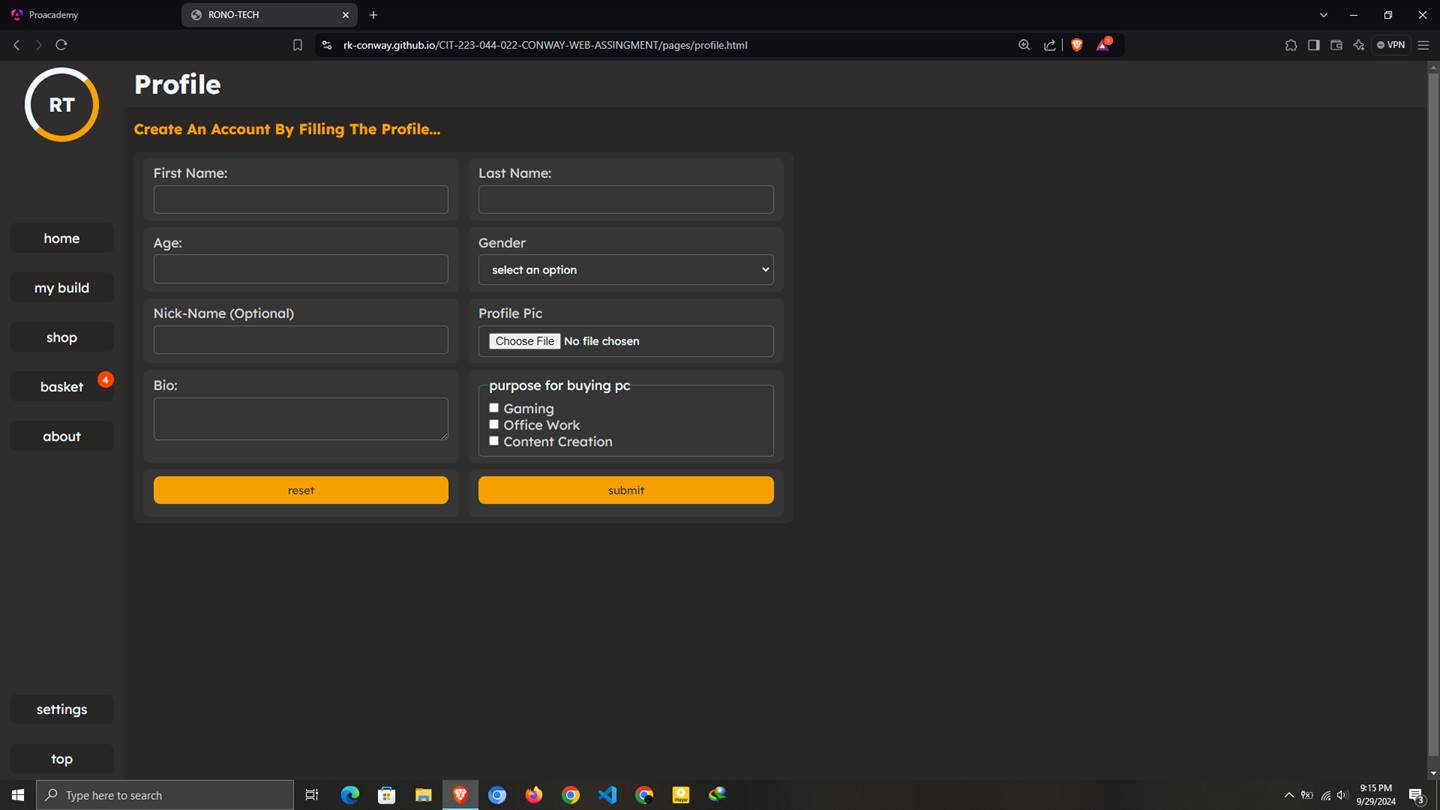 Proacademy
RONO-TECH
rk-conway.github.io/CIT-223-044-022-CONWAY-WEB-ASSINGMENT/pages/profile.html
1
VPN
RT
Profile
Create An Account By Filling The Profile...
First Name:
Last Name:
Age:
Gender
select an option
Nick-Name (Optional)
Profile Pic
Choose File No file chosen
Bio:
purpose for buying pc
Gaming
Office Work
Content Creation
reset
submit
home
my build
shop
basket
4
about
settings
top
Type here to search
9:15 PM
9/29/2024
3